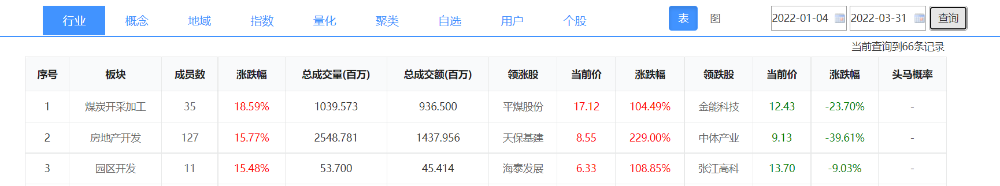 行业 概念 地域 指数 量化 聚类 自选 用户 个股 表 图 2022-01-04 2022-03-31 查询
当前查询到66条记录
序号 板块 成员数 涨跌幅 总成交量(百万) 总成交额(百万) 领涨股 当前价 涨跌幅 领跌股 当前价 涨跌幅 头马概率
1 煤炭开采加工 35 18.59% 1039.573 936.500 平煤股份 17.12 104.49% 金能科技 12.43 -23.70% -
2 房地产开发 127 15.77% 2548.781 1437.956 天保基建 8.55 229.00% 中体产业 9.13 -39.61% -
3 园区开发 11 15.48% 53.700 45.414 海泰发展 6.33 108.85% 张江高科 13.70 -9.03% -